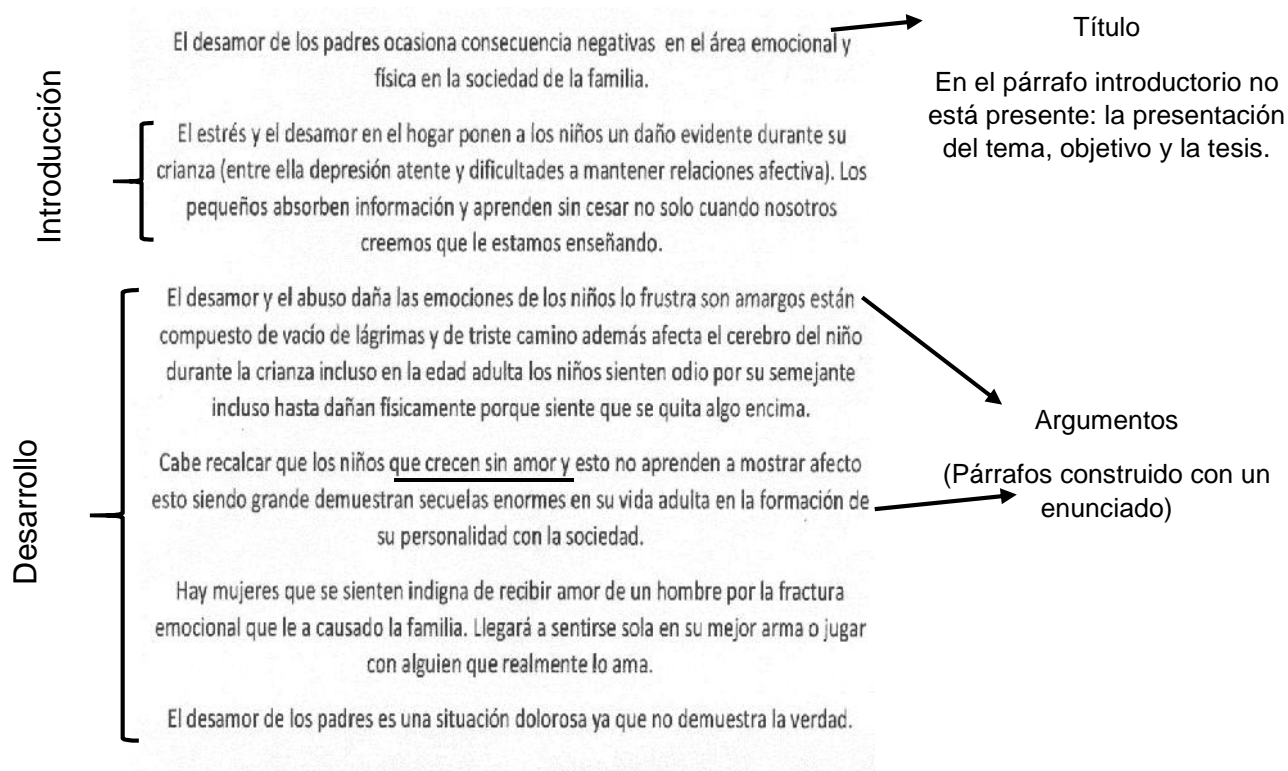 El desamor de los padres ocasiona consecuencia negativas en el área emocional y
física en la sociedad de la familia.
Título
En el párrafo introductorio no
está presente: la presentación
del tema, objetivo y la tesis.
Introducción
El estrés y el desamor en el hogar ponen a los niños un daño evidente durante su
crianza (entre ella depresión atente y dificultades a mantener relaciones afectiva). Los
pequeños absorben información y aprenden sin cesar no solo cuando nosotros
creemos que le estamos enseñando.
Desarrollo
El desamor y el abuso daña las emociones de los niños lo frustra son amargos están
compuesto de vacío de lágrimas y de triste camino además afecta el cerebro del niño
durante la crianza incluso en la edad adulta los niños sienten odio por su semejante
incluso hasta dañan físicamente porque siente que se quita algo encima.
Cabe recalcar que los niños que crecen sin amor y esto no aprenden a mostrar afecto
esto siendo grande demuestran secuelas enormes en su vida adulta en la formación de
su personalidad con la sociedad.
Argumentos
(Párrafos construido con un
enunciado)
Hay mujeres que se sienten indigna de recibir amor de un hombre por la fractura
emocional que le a causado la familia. Llegará a sentirse sola en su mejor arma o jugar
con alguien que realmente lo ama.
El desamor de los padres es una situación dolorosa ya que no demuestra la verdad.